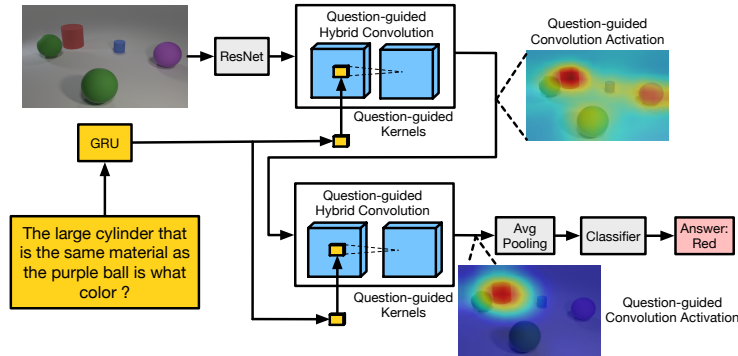 Question-guided
Hybrid Convolution
Question-guided
Convolution Activation
ResNet
Question-guided
Kernels
GRU
The large cylinder that
is the same material as
the purple ball is what
color ?
Question-guided
Hybrid Convolution
Avg
Pooling
Classifier
Answer:
Red
Question-guided
Kernels
Question-guided
Convolution Activation